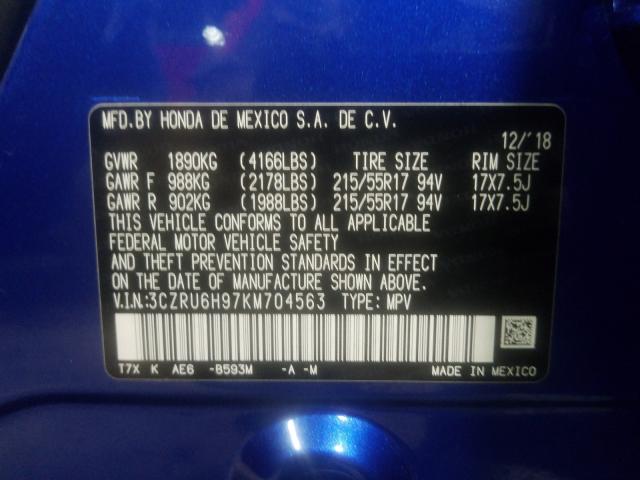 MFD.BY HONDA DE MEXICO S.A. DE C.V.
12/'18
GVWR 1890KG (4166LBS) TIRE SIZE RIM SIZE
GAWR F 988KG (2178LBS) 215/55R17 94V 17X7.5J
GAWR R 902KG (1988LBS) 215/55R17 94V 17X7.5J
THIS VEHICLE CONFORMS TO ALL APPLICABLE
FEDERAL MOTOR VEHICLE SAFETY
AND THEFT PREVENTION STANDARDS IN EFFECT
ON THE DATE OF MANUFACTURE SHOWN ABOVE.
V.I.N.:3CZRU6H97KM704563 TYPE: MPV
T7X K AE6 -B593M -A -M MADE IN MEXICO